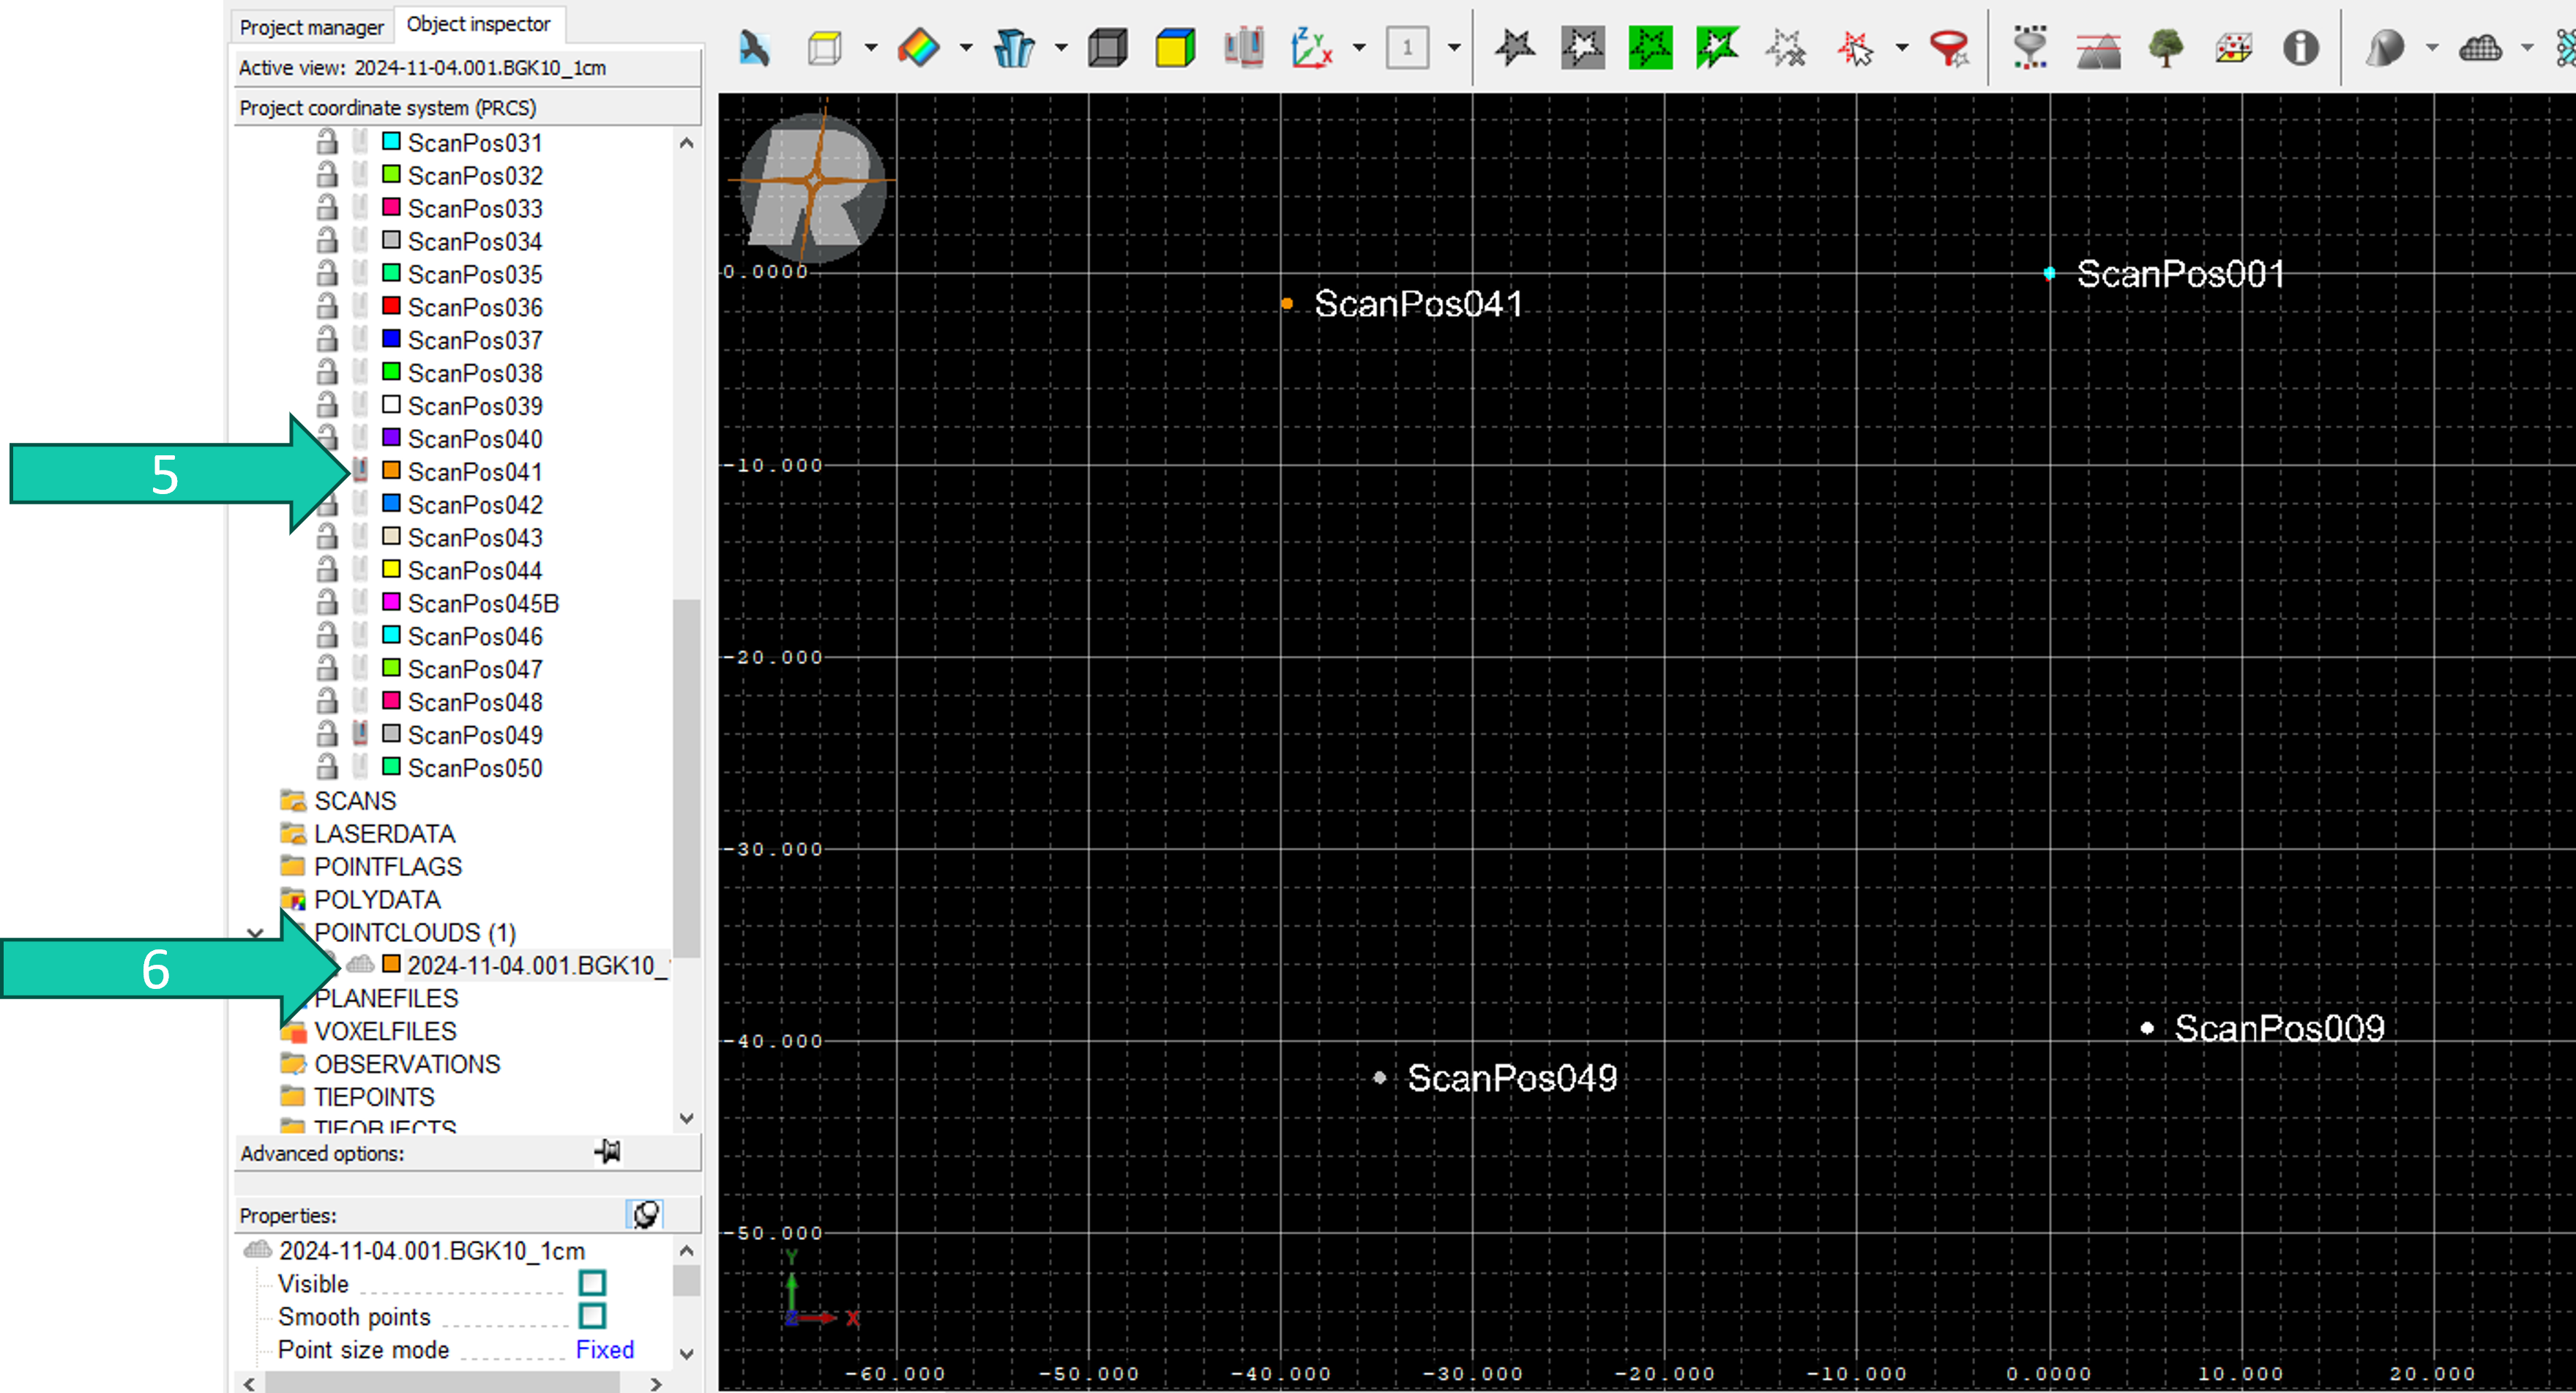 Project manager
Object inspector
Active view: 2024-11-04.001.BGK10_1cm
Project coordinate system (PRCS)
ScanPos031
ScanPos032
ScanPos033
ScanPos034
ScanPos035
ScanPos036
ScanPos037
ScanPos038
ScanPos039
ScanPos040
5
ScanPos041
ScanPos042
ScanPos043
ScanPos044
ScanPos045B
ScanPos046
ScanPos047
ScanPos048
ScanPos049
ScanPos050
SCANS
LASERDATA
POINTFLAGS
POLYDATA
POINTCLOUDS (1)
6
2024-11-04.001.BGK10_
PLANEFILES
VOXELFILES
OBSERVATIONS
TIEPOINTS
TIEOBJECTS
Advanced options:
Properties:
2024-11-04.001.BGK10_1cm
Visible
Smooth points
Point size mode Fixed
Z Y X
1
R
0.0000
ScanPos001
ScanPos041
-10.000
-20.000
-30.000
-40.000
ScanPos009
ScanPos049
-50.000
Y
Z X
-60.000 -50.000 -40.000 -30.000 -20.000 -10.000 0.0000 10.000 20.000